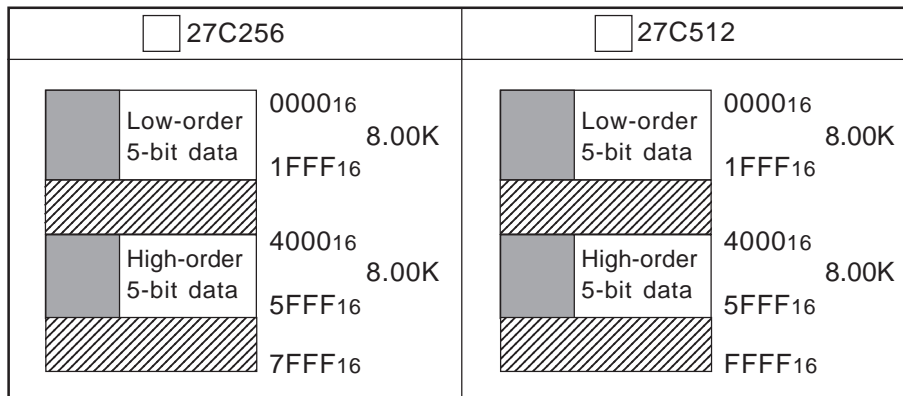 27C256
Low-order
5-bit data
000016
8.00K
1FFF16
High-order
5-bit data
400016
8.00K
5FFF16
7FFF16
27C512
Low-order
5-bit data
000016
8.00K
1FFF16
High-order
5-bit data
400016
8.00K
5FFF16
FFFF16